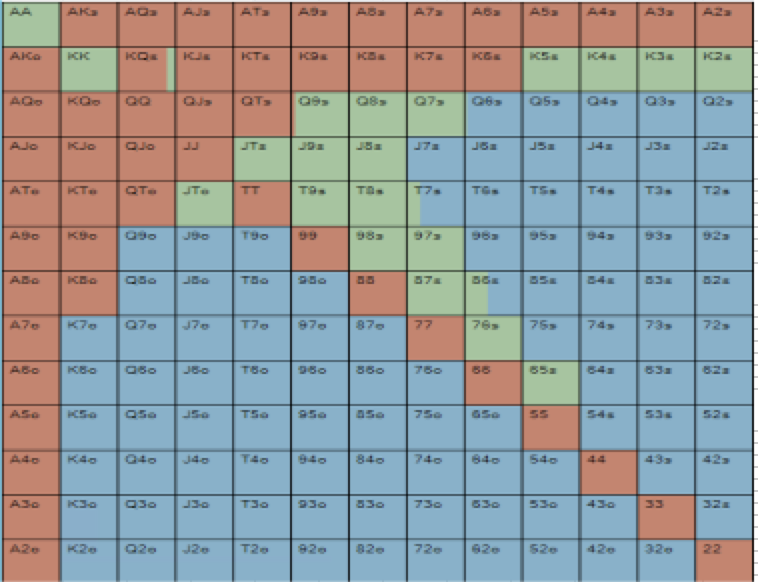 AA AKs AQs AJs ATs A9s A8s A7s A6s A5s A4s A3s A2s
AKo KK KQs KJs KTs K9s K8s K7s K6s K5s K4s K3s K2s
AQo KQo QQ QJs QTs Q9s Q8s Q7s Q6s Q5s Q4s Q3s Q2s
AJo KJo QJo JJ JTs J9s J8s J7s J6s J5s J4s J3s J2s
ATo KTo QTo JTo TT T9s T8s T7s T6s T5s T4s T3s T2s
A9o K9o Q9o J9o T9o 99 98s 97s 96s 95s 94s 93s 92s
A8o K8o Q8o J8o T8o 98o 88 87s 86s 85s 84s 83s 82s
A7o K7o Q7o J7o T7o 97o 87o 77 76s 75s 74s 73s 72s
A6o K6o Q6o J6o T6o 96o 86o 76o 66 65s 64s 63s 62s
A5o K5o Q5o J5o T5o 95o 85o 75o 65o 55 54s 53s 52s
A4o K4o Q4o J4o T4o 94o 84o 74o 64o 54o 44 43s 42s
A3o K3o Q3o J3o T3o 93o 83o 73o 63o 53o 43o 33 32s
A2o K2o Q2o J2o T2o 92o 82o 72o 62o 52o 42o 32o 22